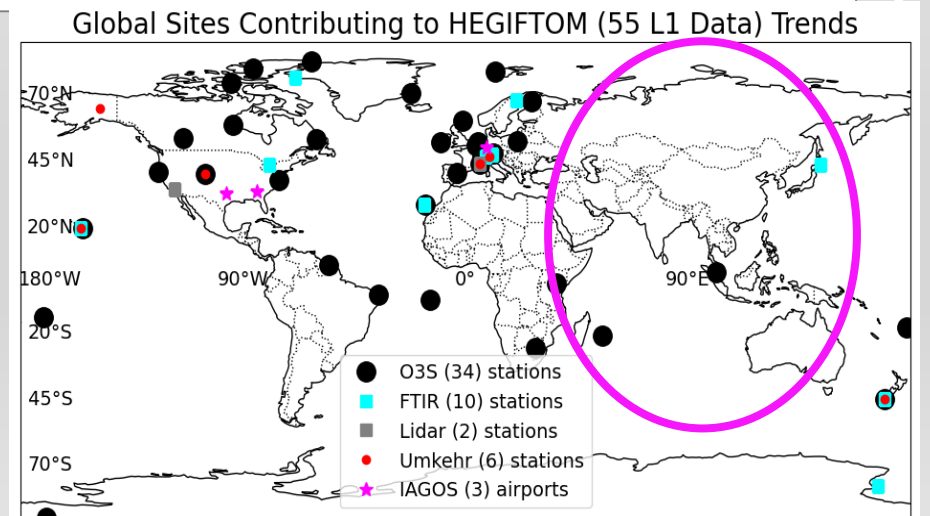 Global Sites Contributing to HEGIFTOM (55 L1 Data) Trends
70°N
45°N
20°N
180°W 90°W 0° 90°E
20°S
45°S
70°S
O3S (34) stations
FTIR (10) stations
Lidar (2) stations
Umkehr (6) stations
IAGOS (3) airports